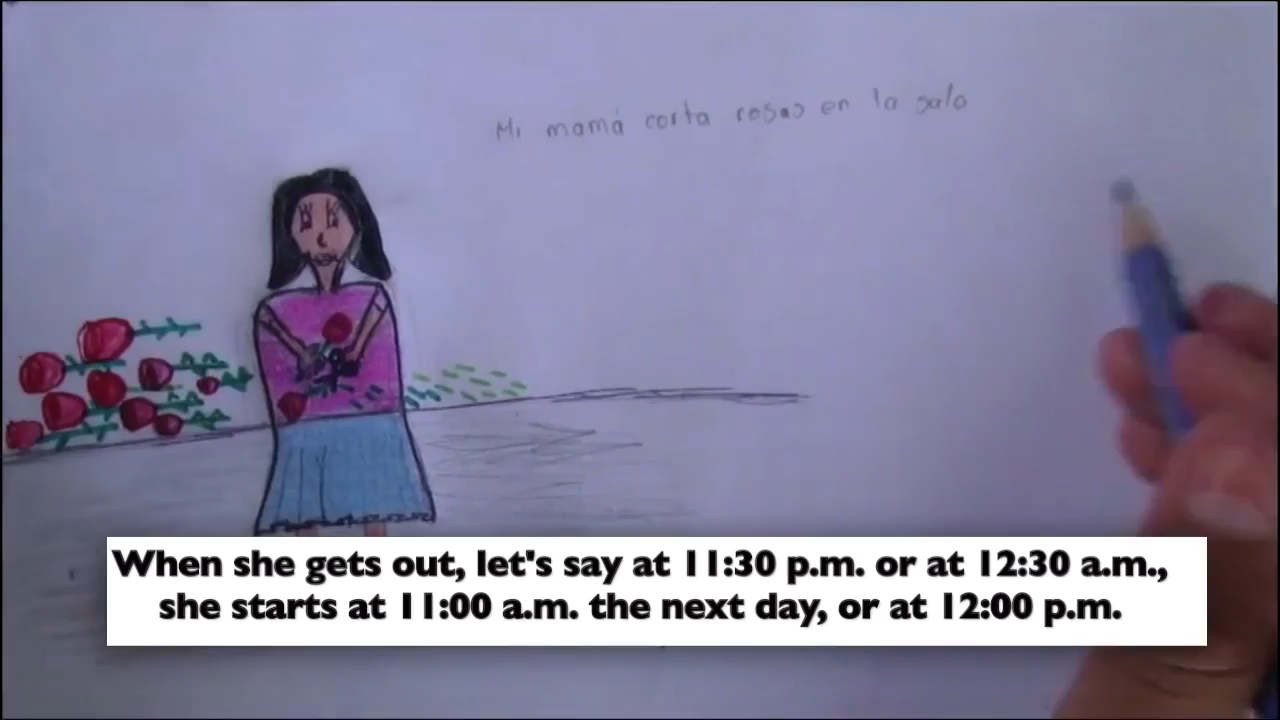 Mi mamá corta rosas en la sala
When she gets out, let's say at 11:30 p.m. or at 12:30 a.m.,
she starts at 11:00 a.m. the next day, or at 12:00 p.m.